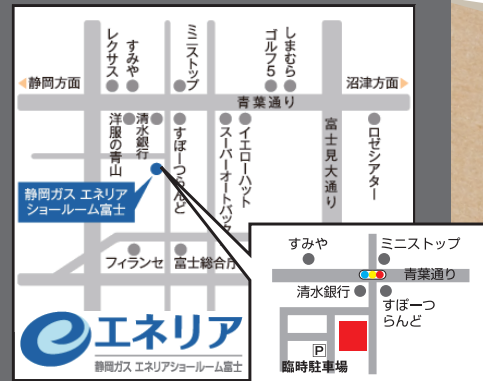 レクサス
すみや
ミニストップ
ゴルフ5
しまむら
静岡方面
沼津方面
青葉通り
洋服の青山
清水銀行
すぽーつらんど
スーパーオートバックス
イエローハット
富士見大通り
ロゼシアター
静岡ガス エネリア
ショールーム富士
フィランセ
富士総合庁
エネリア
静岡ガス エネリアショールーム富士
すみや
ミニストップ
青葉通り
清水銀行
すぽーつ
らんど
P
臨時駐車場